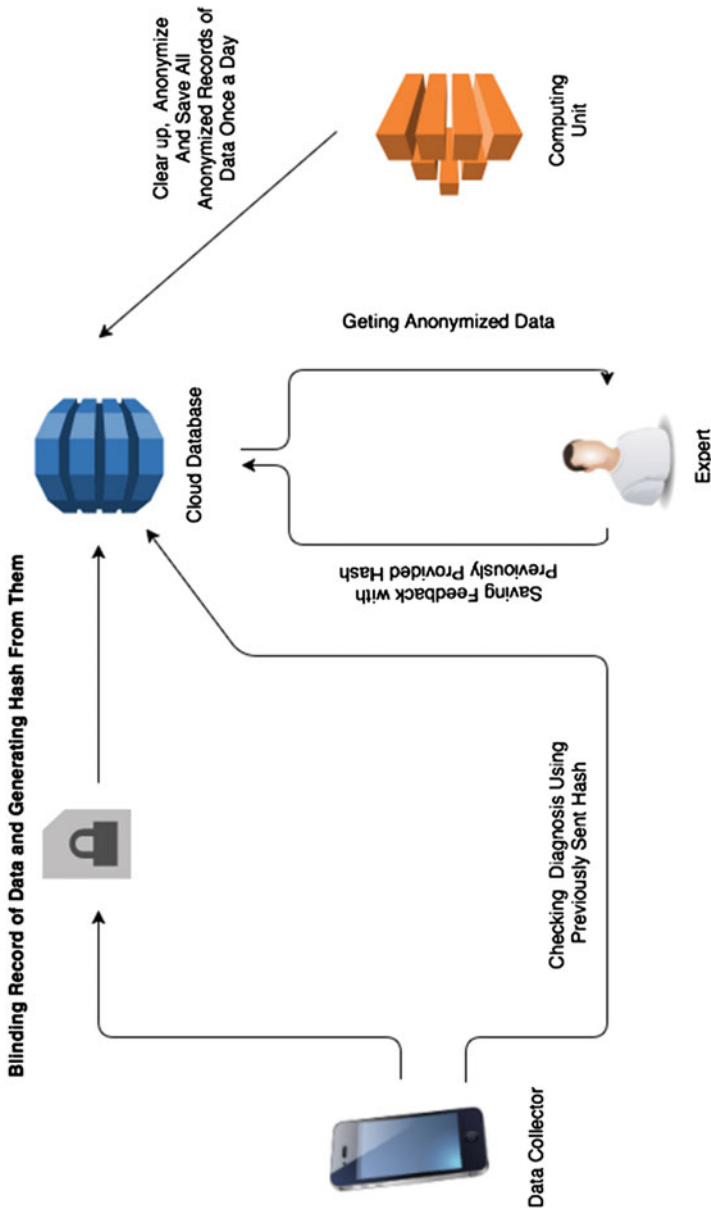 Blinding Record of Data and Generating Hash From Them
Clear up, Anonymize
And Save All
Anonymized Records of
Data Once a Day
Cloud Database
Computing
Unit
Geting Anonymized Data
Saving Feedback with
Previously Provided Hash
Expert
Checking Diagnosis Using
Previously Sent Hash
Data Collector